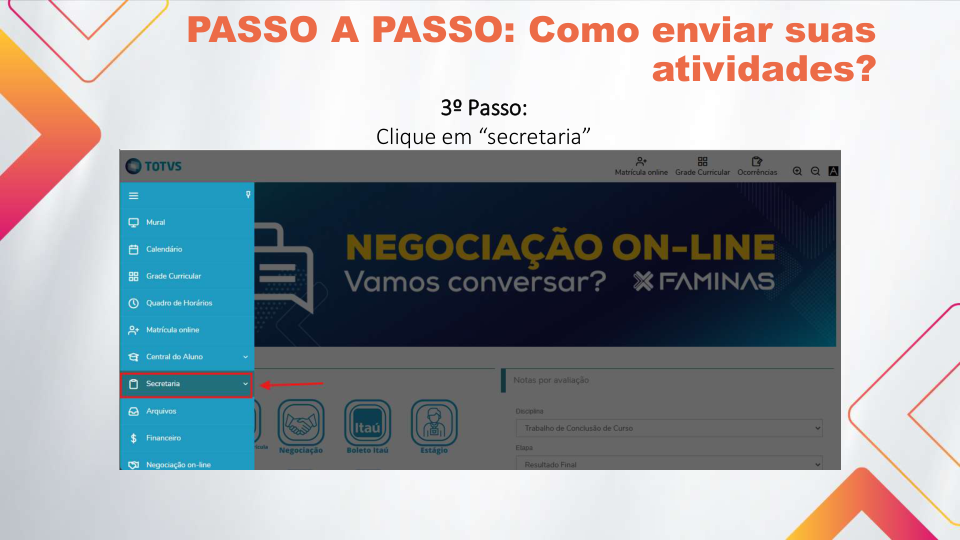 PASSO A PASSO: Como enviar suas
atividades?
3º Passo:
Clique em “secretaria”
TOTVS
Matrícula online Grade Curricular Ocorrências
A
Mural
Calendário
Grade Curricular
Quadro de Horários
Matrícula online
Central do Aluno
Secretaria
Arquivos
Financeiro
Negociação on-line
NEGOCIAÇÃO ON-LINE
Vamos conversar? FAMINAS
Negociação
Itaú
Boleto Itaú
Estágio
Notas por avaliação
Disciplina
Trabalho de Conclusão de Curso
Etapa
Resultado Final